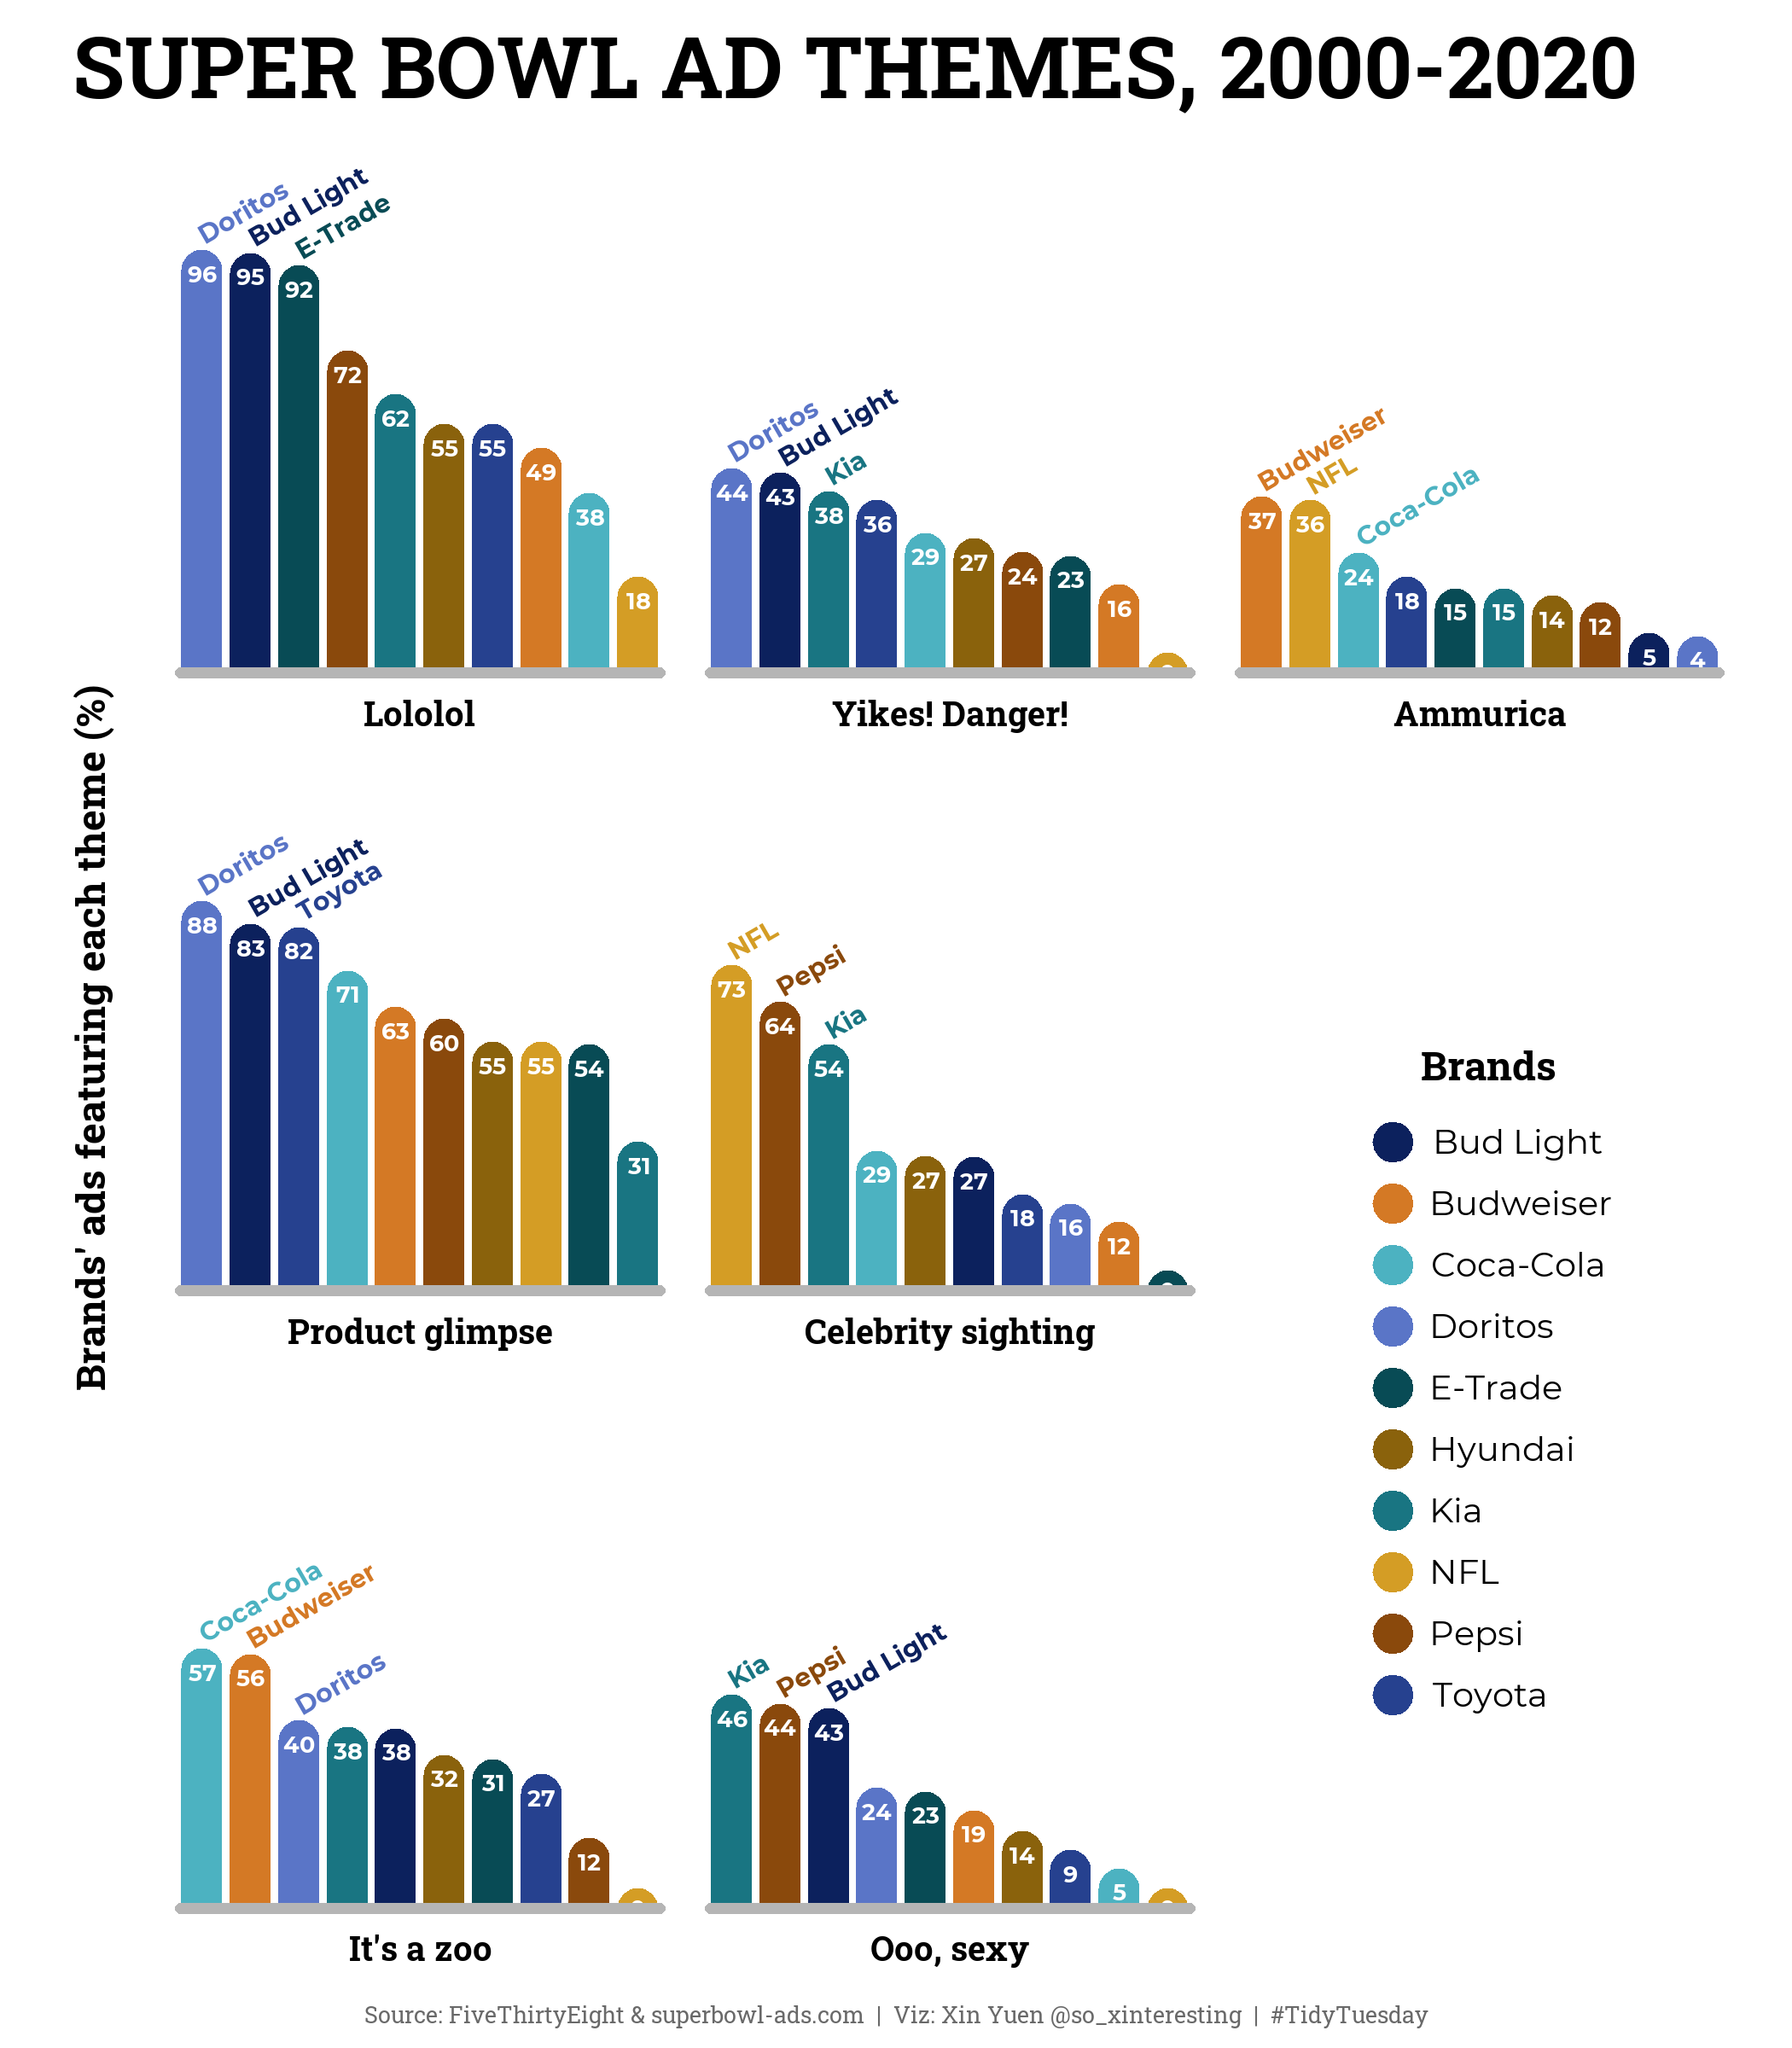 SUPER BOWL AD THEMES, 2000-2020
Brands' ads featuring each theme (%)
Doritos
Bud Light
E-Trade
96
95
92
72
62
55
55
49
38
18
Lololol
Doritos
Bud Light
Kia
44
43
38
36
29
27
24
23
16
Yikes! Danger!
Budweiser
NFL
Coca-Cola
37
36
24
18
15
15
14
12
5
4
Ammurica
Doritos
Bud Light
Toyota
88
83
82
71
63
60
55
55
54
31
Product glimpse
NFL
Pepsi
Kia
73
64
54
29
27
27
18
16
12
Celebrity sighting
Brands
Bud Light
Budweiser
Coca-Cola
Doritos
E-Trade
Hyundai
Kia
NFL
Pepsi
Toyota
Coca-Cola
Budweiser
Doritos
57
56
40
38
38
32
31
27
12
It's a zoo
Kia
Pepsi
Bud Light
46
44
43
24
23
19
14
9
5
Ooo, sexy
Source: FiveThirtyEight & superbowl-ads.com | Viz: Xin Yuen @so_xinteresting | #TidyTuesday